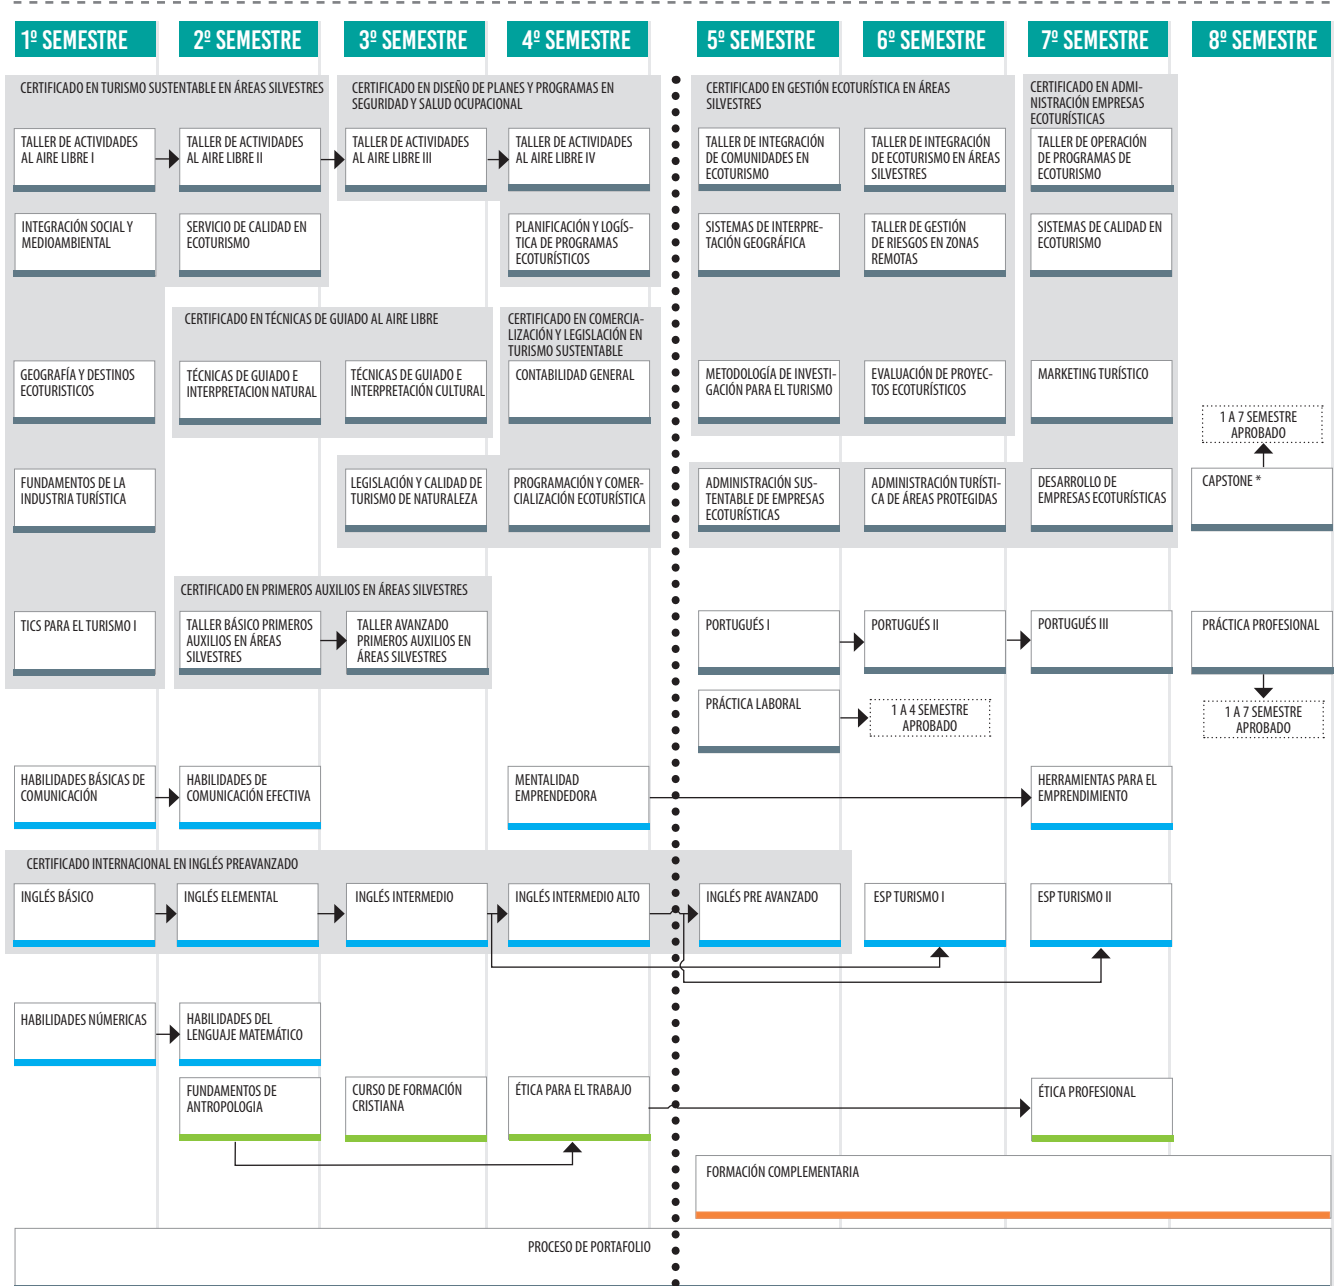 1º SEMESTRE
2º SEMESTRE
3º SEMESTRE
4º SEMESTRE
5º SEMESTRE
6º SEMESTRE
7º SEMESTRE
8º SEMESTRE
CERTIFICADO EN TURISMO SUSTENTABLE EN ÁREAS SILVESTRES
CERTIFICADO EN DISEÑO DE PLANES Y PROGRAMAS EN
SEGURIDAD Y SALUD OCUPACIONAL
CERTIFICADO EN GESTIÓN ECOTURÍSTICA EN ÁREAS
SILVESTRES
CERTIFICADO EN ADMI-
NISTRACIÓN EMPRESAS
ECOTURÍSTICAS
TALLER DE ACTIVIDADES
AL AIRE LIBRE I
TALLER DE ACTIVIDADES
AL AIRE LIBRE II
TALLER DE ACTIVIDADES
AL AIRE LIBRE III
TALLER DE ACTIVIDADES
AL AIRE LIBRE IV
TALLER DE INTEGRACIÓN
DE COMUNIDADES EN
ECOTURISMO
TALLER DE INTEGRACIÓN
DE ECOTURISMO EN ÁREAS
SILVESTRES
TALLER DE OPERACIÓN
DE PROGRAMAS DE
ECOTURISMO
INTEGRACIÓN SOCIAL Y
MEDIOAMBIENTAL
SERVICIO DE CALIDAD EN
ECOTURISMO
PLANIFICACIÓN Y LOGÍS-
TICA DE PROGRAMAS
ECOTURÍSTICOS
SISTEMAS DE INTERPRE-
TACIÓN GEOGRÁFICA
TALLER DE GESTIÓN
DE RIESGOS EN ZONAS
REMOTAS
SISTEMAS DE CALIDAD EN
ECOTURISMO
CERTIFICADO EN TÉCNICAS DE GUIADO AL AIRE LIBRE
CERTIFICADO EN COMERCIA-
LIZACIÓN Y LEGISLACIÓN EN
TURISMO SUSTENTABLE
GEOGRAFÍA Y DESTINOS
ECOTURISTICOS
TÉCNICAS DE GUIADO E
INTERPRETACION NATURAL
TÉCNICAS DE GUIADO E
INTERPRETACIÓN CULTURAL
CONTABILIDAD GENERAL
METODOLOGÍA DE INVESTI-
GACIÓN PARA EL TURISMO
EVALUACIÓN DE PROYEC-
TOS ECOTURÍSTICOS
MARKETING TURÍSTICO
1 A 7 SEMESTRE
APROBADO
FUNDAMENTOS DE LA
INDUSTRIA TURÍSTICA
LEGISLACIÓN Y CALIDAD DE
TURISMO DE NATURALEZA
PROGRAMACIÓN Y COMER-
CIALIZACIÓN ECOTURÍSTICA
ADMINISTRACIÓN SUS-
TENTABLE DE EMPRESAS
ECOTURÍSTICAS
ADMINISTRACIÓN TURÍSTI-
CA DE ÁREAS PROTEGIDAS
DESARROLLO DE
EMPRESAS ECOTURÍSTICAS
CAPSTONE *
CERTIFICADO EN PRIMEROS AUXILIOS EN ÁREAS SILVESTRES
TICS PARA EL TURISMO I
TALLER BÁSICO PRIMEROS
AUXILIOS EN ÁREAS
SILVESTRES
TALLER AVANZADO
PRIMEROS AUXILIOS EN
ÁREAS SILVESTRES
PORTUGUÉS I
PORTUGUÉS II
PORTUGUÉS III
PRÁCTICA PROFESIONAL
PRÁCTICA LABORAL
1 A 4 SEMESTRE
APROBADO
1 A 7 SEMESTRE
APROBADO
HABILIDADES BÁSICAS DE
COMUNICACIÓN
HABILIDADES DE
COMUNICACIÓN EFECTIVA
MENTALIDAD
EMPRENDEDORA
HERRAMIENTAS PARA EL
EMPRENDIMIENTO
CERTIFICADO INTERNACIONAL EN INGLÉS PREAVANZADO
INGLÉS BÁSICO
INGLÉS ELEMENTAL
INGLÉS INTERMEDIO
INGLÉS INTERMEDIO ALTO
INGLÉS PRE AVANZADO
ESP TURISMO I
ESP TURISMO II
HABILIDADES NÚMERICAS
HABILIDADES DEL
LENGUAJE MATEMÁTICO
FUNDAMENTOS DE
ANTROPOLOGIA
CURSO DE FORMACIÓN
CRISTIANA
ÉTICA PARA EL TRABAJO
ÉTICA PROFESIONAL
FORMACIÓN COMPLEMENTARIA
PROCESO DE PORTAFOLIO